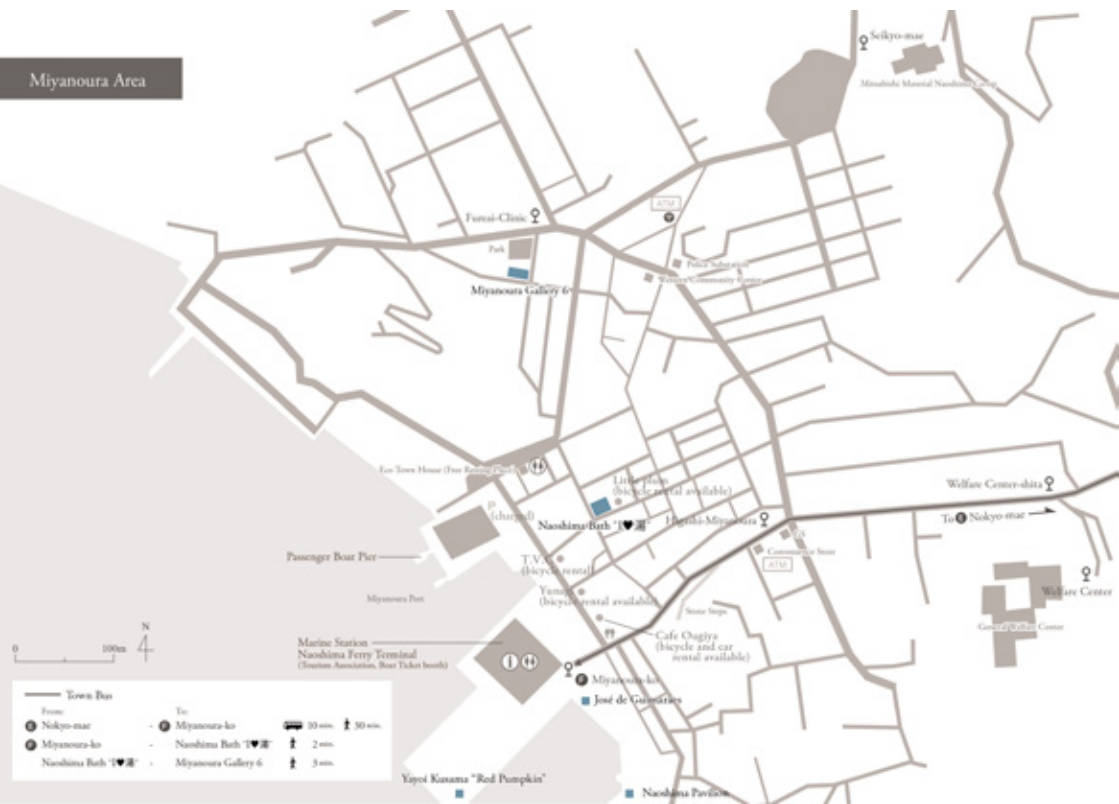 Miyanoura Area
Seikyo-mae
Mitsubishi Material Naoshima
ATM
Fureai-Clinic
Park
Police Substation
Western Community Center
Miyanoura Gallery 6
Eco Town House (Free Resting Place)
Little plum
(bicycle rental available)
P
(charged)
Naoshima Bath "I♥湯"
Higashi-Miyanoura
Welfare Center-shita
To E Nokyo-mae
GS
Convenience Store
ATM
Passenger Boat Pier
T.V.C
(bicycle rental)
Welfare Center
Miyanoura Port
(bicycle rental available)
Stone Steps
General Welfare Center
Marine Station
Naoshima Ferry Terminal
(Tourism Association, Boat Ticket booth)
Cafe Ougiya
(bicycle and car
rental available)
N
0 100m
F Miyanoura-ko
José de Guimarães
Town Bus
From: To:
E Nokyo-mae - F Miyanoura-ko 10 min. 30 min.
F Miyanoura-ko - Naoshima Bath "I♥湯" 2 min.
Naoshima Bath "I♥湯" - Miyanoura Gallery 6 3 min.
Yayoi Kusama "Red Pumpkin"
Naoshima Pavilion